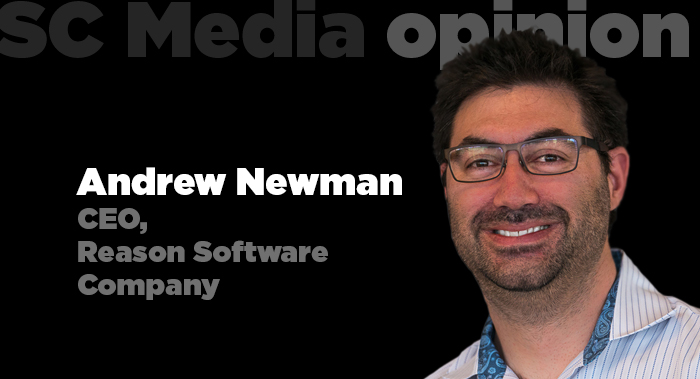 SC Media opinion
Andrew Newman
CEO,
Reason Software
Company